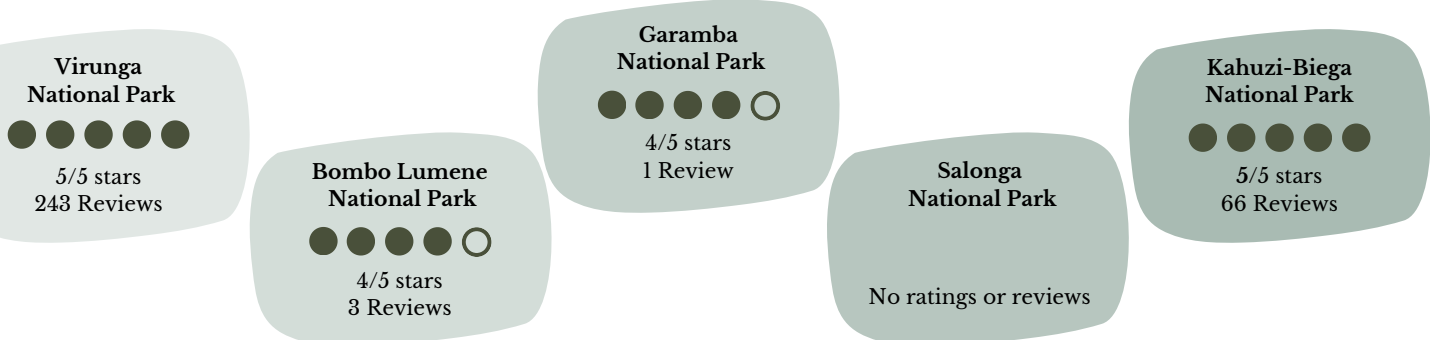 Virunga
National Park
5/5 stars
243 Reviews
Bombo Lumene
National Park
4/5 stars
3 Reviews
Garamba
National Park
4/5 stars
1 Review
Salonga
National Park
No ratings or reviews
Kahuzi-Biega
National Park
5/5 stars
66 Reviews